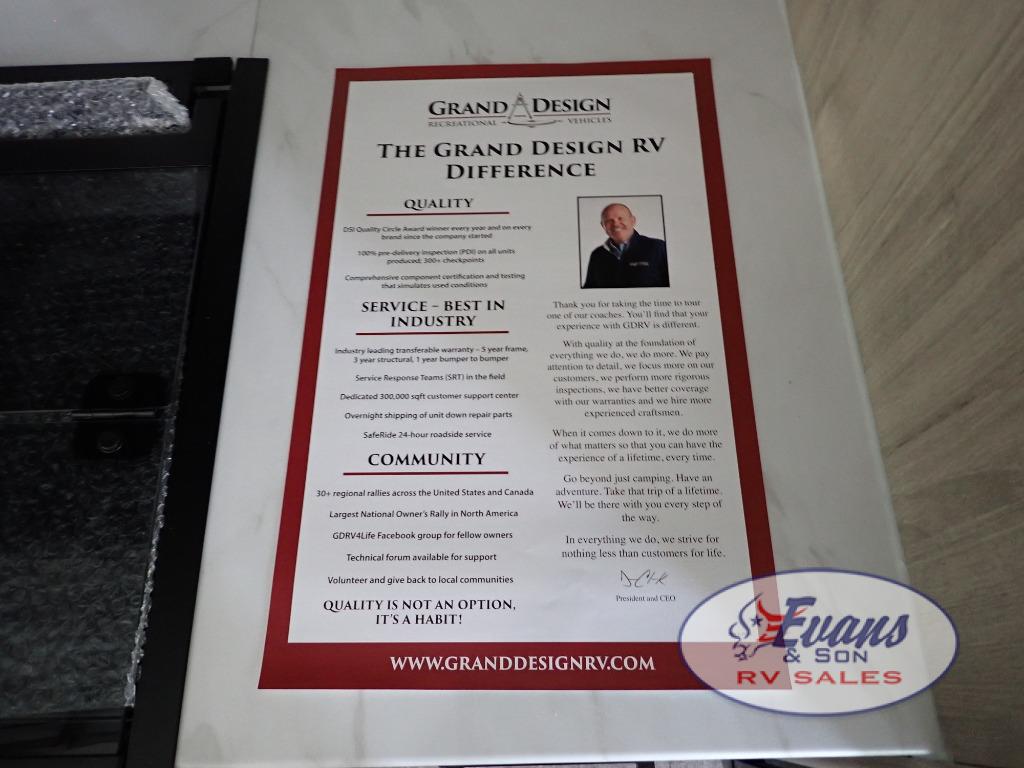 GRAND DESIGN
RECREATIONAL VEHICLES
THE GRAND DESIGN RV
DIFFERENCE
QUALITY
DSI Quality Circle Award winner every year and on every
brand since the company started
100% pre-delivery inspection (PDI) on all units
produced; 300+ checkpoints
Comprehensive component certification and testing
that simulates used conditions
SERVICE – BEST IN
INDUSTRY
Industry leading transferable warranty – 5 year frame,
3 year structural, 1 year bumper to bumper
Service Response Teams (SRT) in the field
Dedicated 300,000 sqft customer support center
Overnight shipping of unit down repair parts
SafeRide 24-hour roadside service
COMMUNITY
30+ regional rallies across the United States and Canada
Largest National Owner's Rally in North America
GDRV4Life Facebook group for fellow owners
Technical forum available for support
Volunteer and give back to local communities
QUALITY IS NOT AN OPTION,
IT'S A HABIT!
Thank you for taking the time to tour
one of our coaches. You'll find that your
experience with GDRV is different.
With quality at the foundation of
everything we do, we do more. We pay
attention to detail, we focus more on our
customers, we perform more rigorous
inspections, we have better coverage
with our warranties and we hire more
experienced craftsmen.
When it comes down to it, we do more
of what matters so that you can have the
experience of a lifetime, every time.
Go beyond just camping. Have an
adventure. Take that trip of a lifetime.
We'll be there with you every step of
the way.
In everything we do, we strive for
nothing less than customers for life.
President and CEO
WWW.GRANDDESIGNRV.COM
Evans
& SON
RV SALES